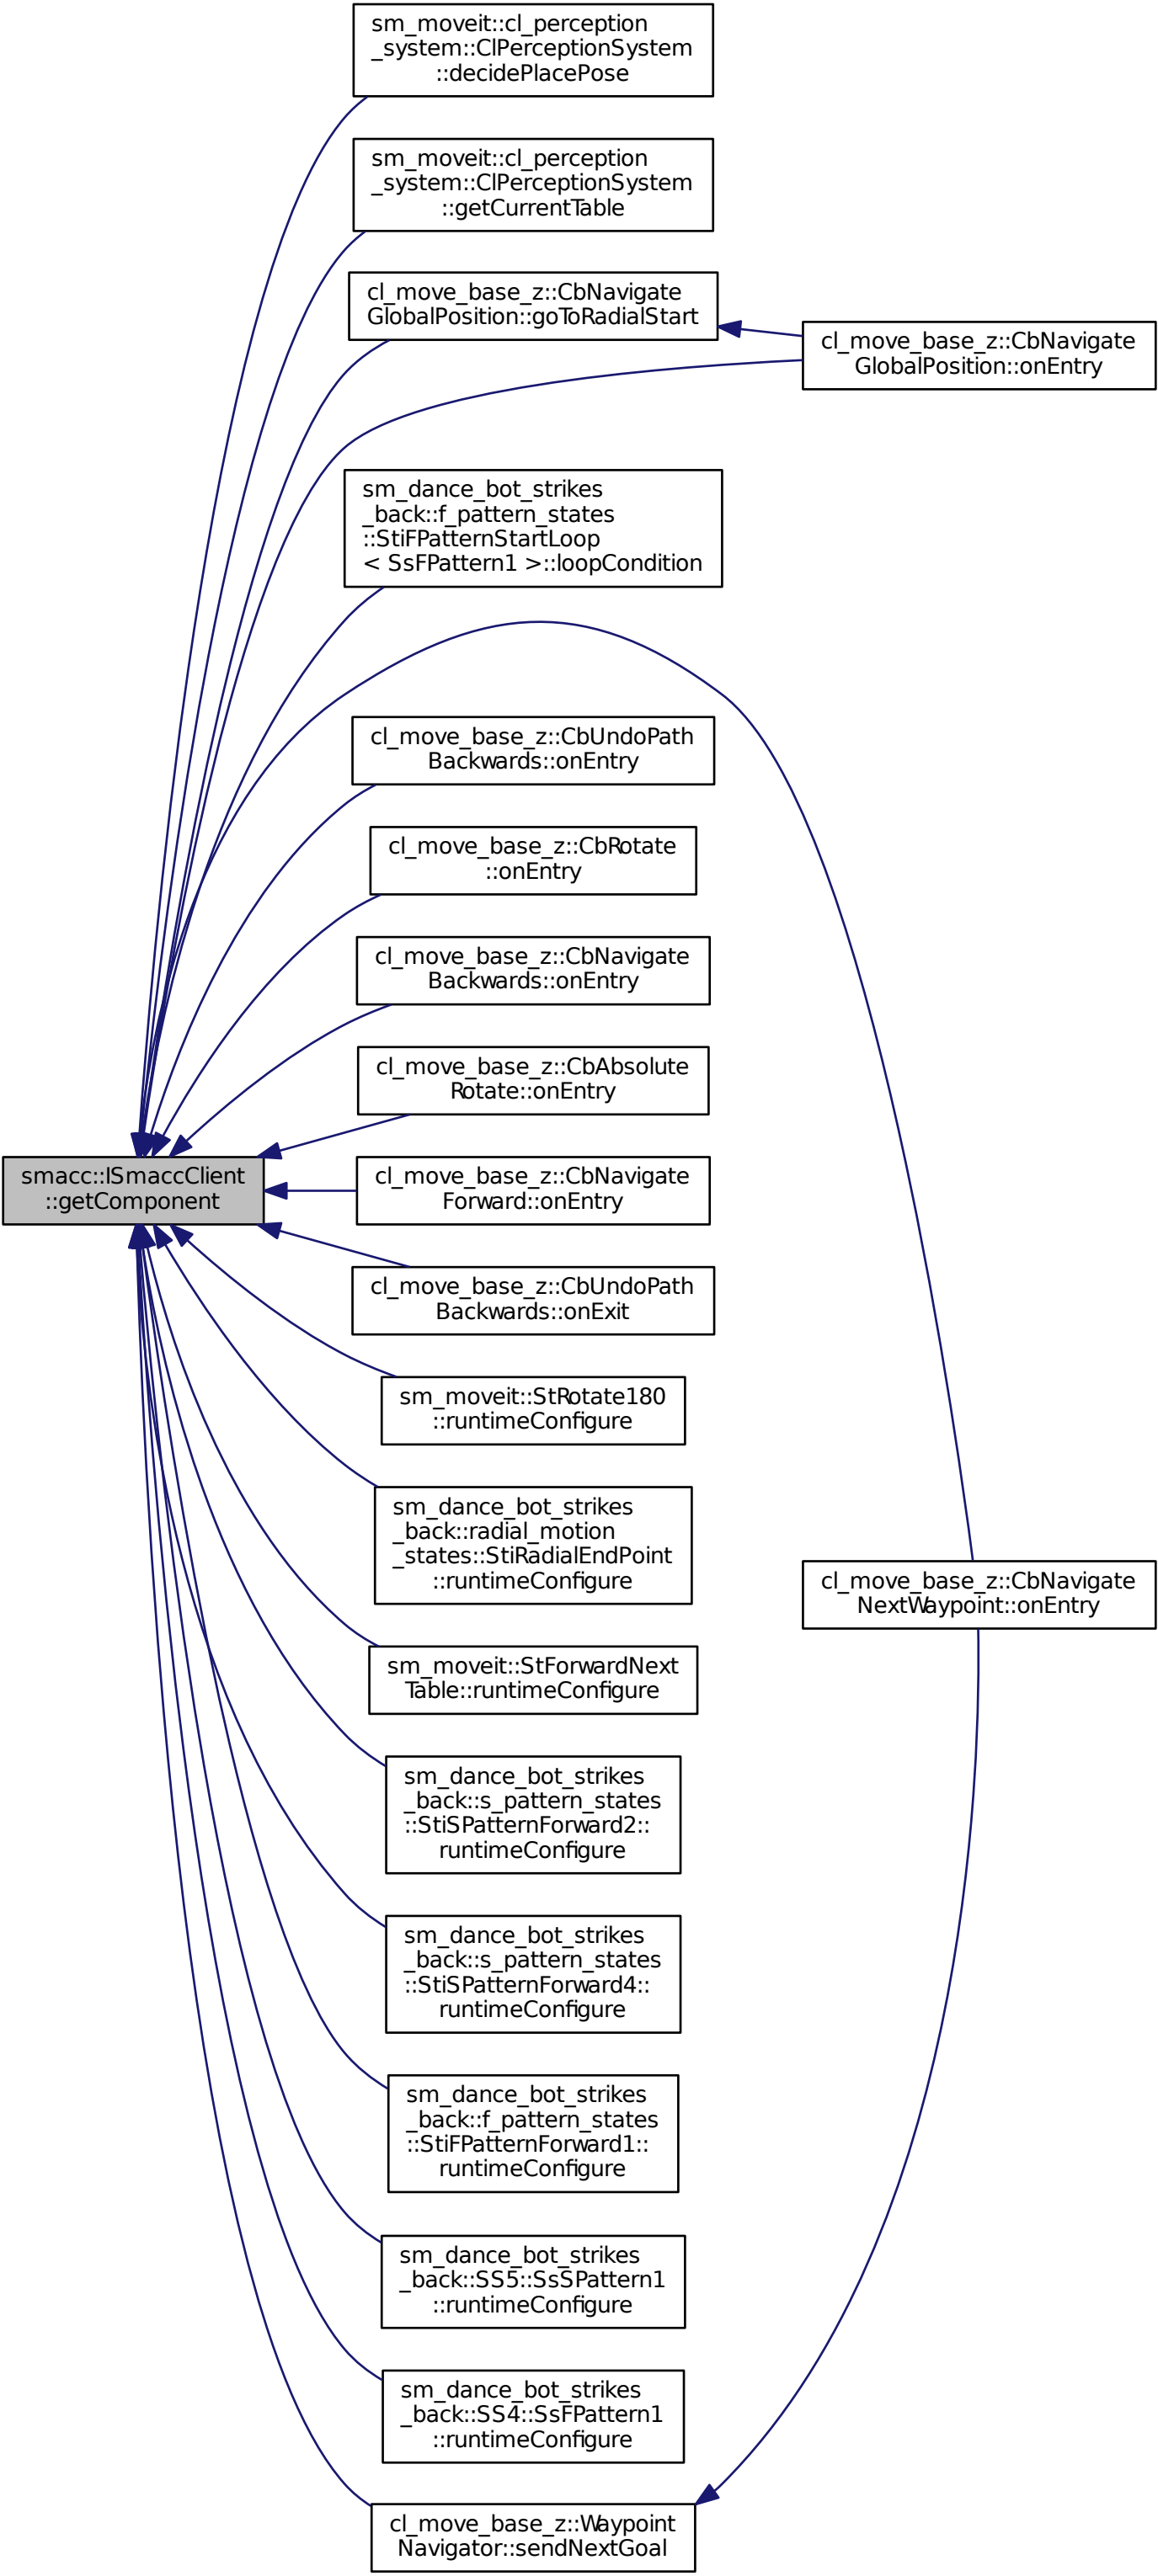 sm_moveit::cl_perception
_system::ClPerceptionSystem
::decidePlacePose
sm_moveit::cl_perception
_system::ClPerceptionSystem
::getCurrentTable
cl_move_base_z::CbNavigate
GlobalPosition::goToRadialStart
cl_move_base_z::CbNavigate
GlobalPosition::onEntry
sm_dance_bot_strikes
_back::f_pattern_states
::StiFPatternStartLoop
< SsFPattern1 >::loopCondition
cl_move_base_z::CbUndoPath
Backwards::onEntry
cl_move_base_z::CbRotate
::onEntry
cl_move_base_z::CbNavigate
Backwards::onEntry
cl_move_base_z::CbAbsolute
Rotate::onEntry
smacc::ISmaccClient
::getComponent
cl_move_base_z::CbNavigate
Forward::onEntry
cl_move_base_z::CbUndoPath
Backwards::onExit
sm_moveit::StRotate180
::runtimeConfigure
sm_dance_bot_strikes
_back::radial_motion
_states::StiRadialEndPoint
::runtimeConfigure
cl_move_base_z::CbNavigate
NextWaypoint::onEntry
sm_moveit::StForwardNext
Table::runtimeConfigure
sm_dance_bot_strikes
_back::s_pattern_states
::StiSPatternForward2::
runtimeConfigure
sm_dance_bot_strikes
_back::s_pattern_states
::StiSPatternForward4::
runtimeConfigure
sm_dance_bot_strikes
_back::f_pattern_states
::StiFPatternForward1::
runtimeConfigure
sm_dance_bot_strikes
_back::SS5::SsSPattern1
::runtimeConfigure
sm_dance_bot_strikes
_back::SS4::SsFPattern1
::runtimeConfigure
cl_move_base_z::Waypoint
Navigator::sendNextGoal